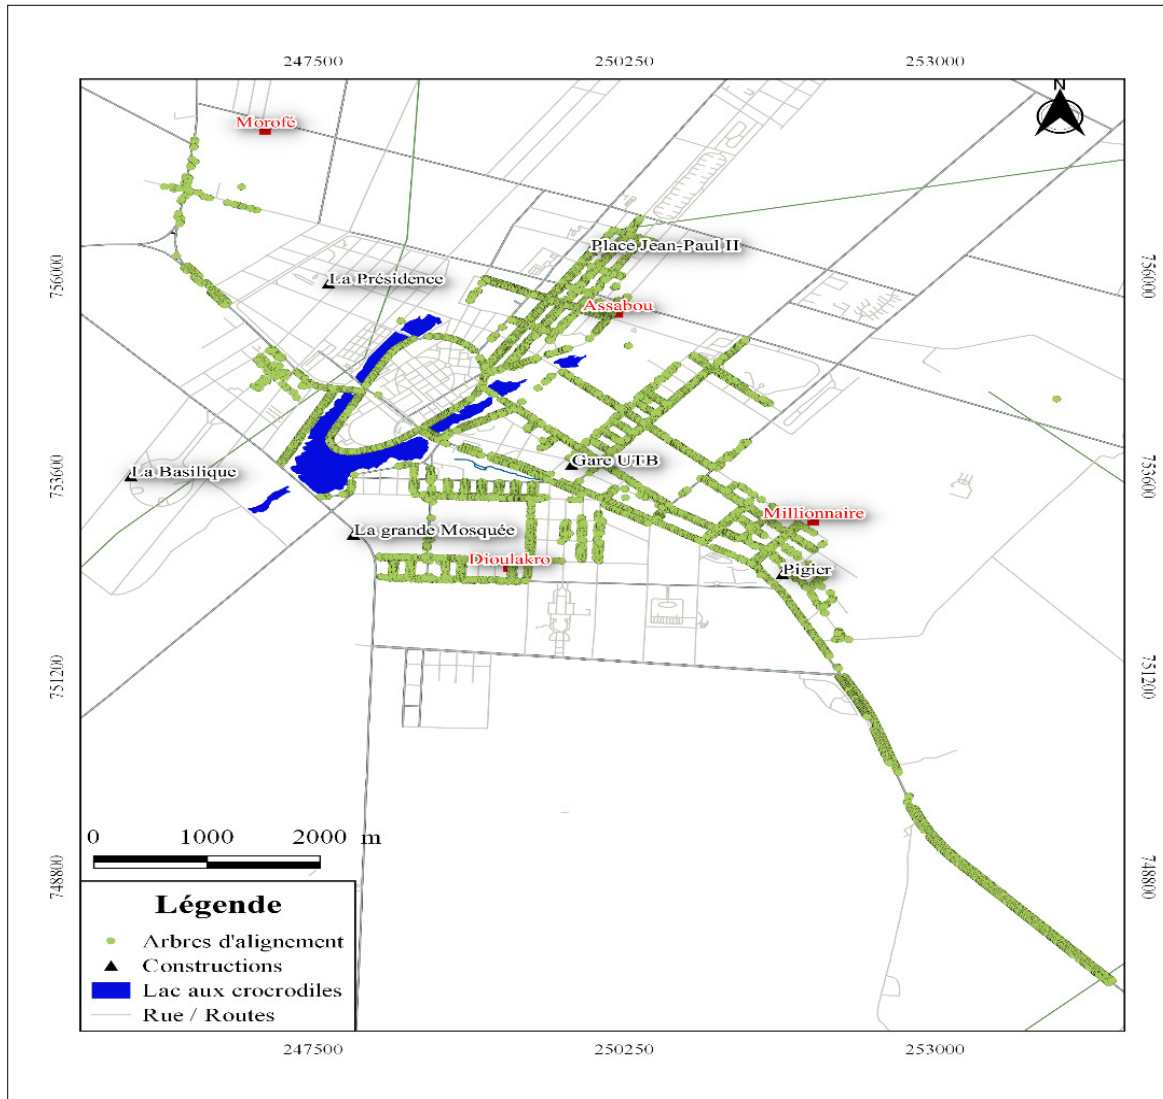 247500 250250 253000
N
Morofé
Place Jean-Paul II
La Présidence
756000
756000
Assabou
La Basilique
Gare UTB
753600
753600
Millionnaire
La grande Mosquée
Dioulakro
Pigier
751200
751200
0 1000 2000 m
748800
748800
Légende
Arbres d'alignement
Constructions
Lac aux crocrodiles
Rue / Routes
247500 250250 253000